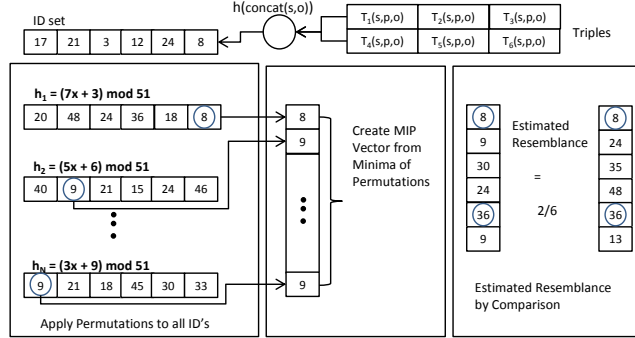 h(concat(s,o))
ID set
17 21 3 12 24 8
T1(s,p,o) T2(s,p,o) T3(s,p,o)
T4(s,p,o) T5(s,p,o) T6(s,p,o)
Triples
h1 = (7x + 3) mod 51
20 48 24 36 18 8
h2 = (5x + 6) mod 51
40 9 21 15 24 46
hN = (3x + 9) mod 51
9 21 18 45 30 33
Apply Permutations to all ID's
8
9
9
Create MIP
Vector from
Minima of
Permutations
8
9
30
24
36
9
Estimated
Resemblance
=
2/6
8
24
35
48
36
13
Estimated Resemblance
by Comparison